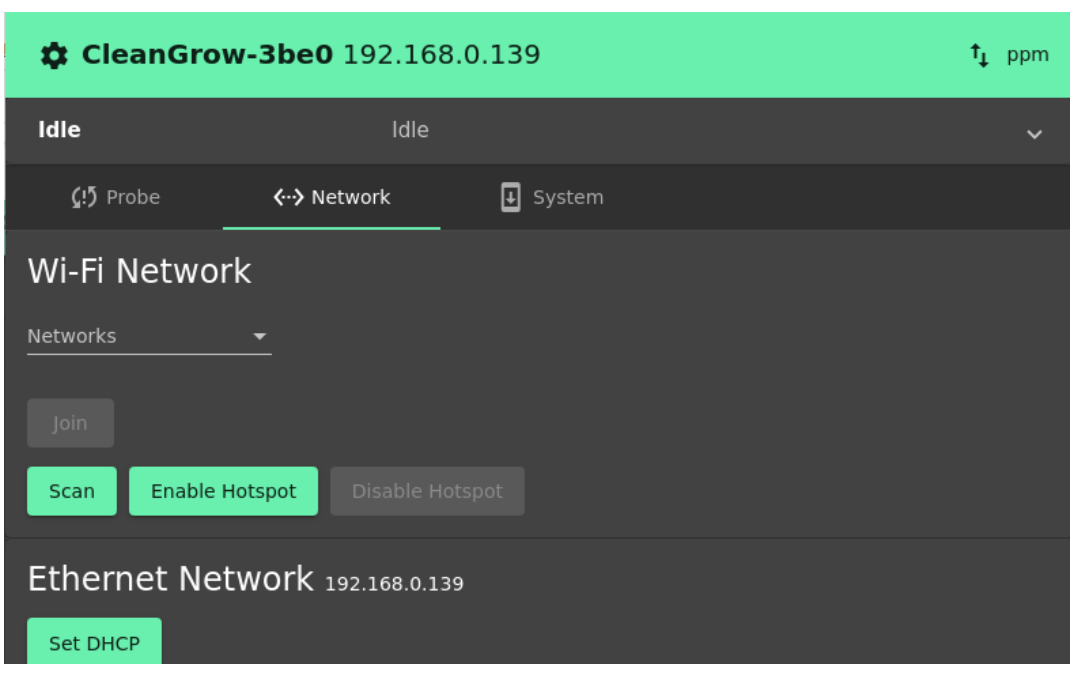 CleanGrow-3be0 192.168.0.139 ppm
Idle Idle
Probe Network System
Wi-Fi Network
Networks
Join
Scan Enable Hotspot Disable Hotspot
Ethernet Network 192.168.0.139
Set DHCP